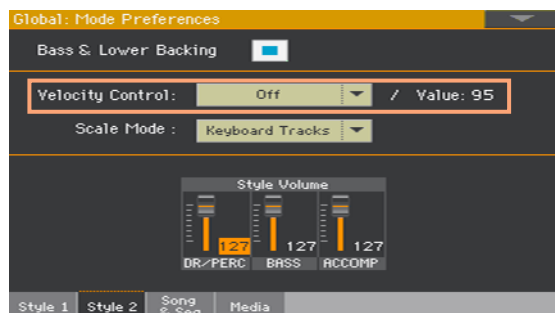 Global: Mode Preferences
Bass & Lower Backing
Velocity Control: Off / Value: 95
Scale Mode : Keyboard Tracks
Style Volume
127 127 127
DR/PERC BASS ACCOMP
Style 1 Style 2 Song & Seq Media